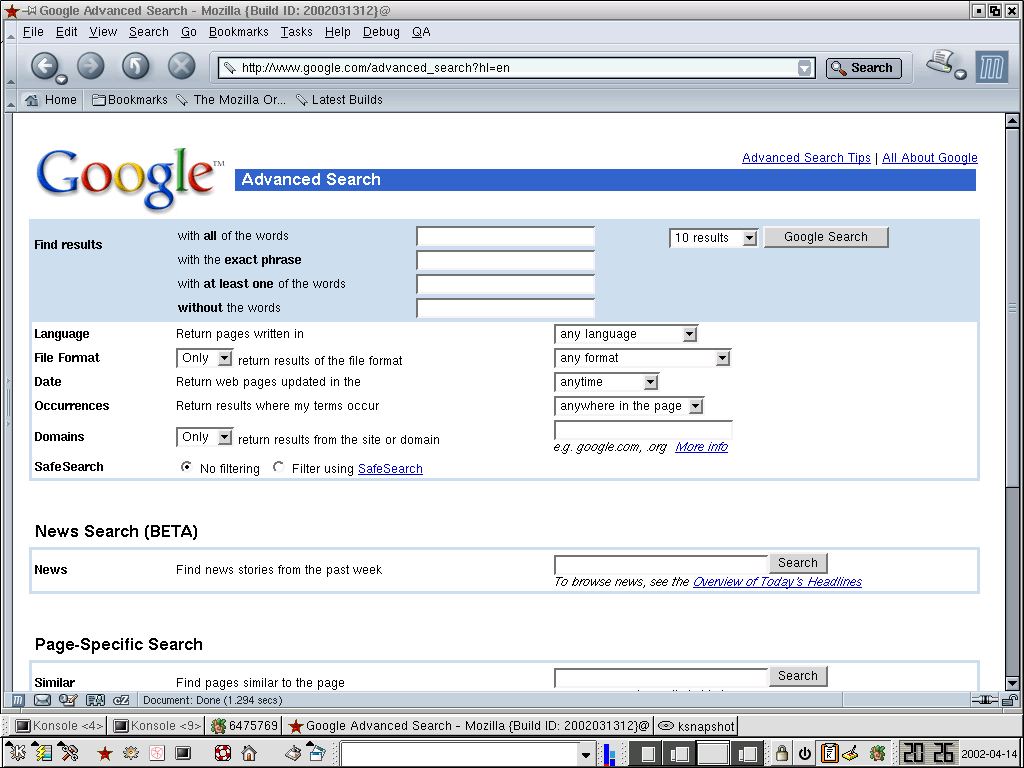 Google Advanced Search - Mozilla {Build ID: 2002031312}@
File Edit View Search Go Bookmarks Tasks Help Debug QA
http://www.google.com/advanced_search?hl=en Search
Home Bookmarks The Mozilla Or... Latest Builds
Google™
Advanced Search Tips | All About Google
Advanced Search
Find results with all of the words 10 results Google Search
with the exact phrase
with at least one of the words
without the words
Language Return pages written in any language
File Format Only return results of the file format any format
Date Return web pages updated in the anytime
Occurrences Return results where my terms occur anywhere in the page
Domains Only return results from the site or domain
e.g. google.com, .org More info
SafeSearch No filtering Filter using SafeSearch
News Search (BETA)
News Find news stories from the past week Search
To browse news, see the Overview of Today's Headlines
Page-Specific Search
Similar Find pages similar to the page Search
Document: Done (1.294 secs)
Konsole <4> Konsole <9> 6475769 Google Advanced Search - Mozilla {Build ID: 2002031312}@ ksnapshot
20 26 2002-04-14